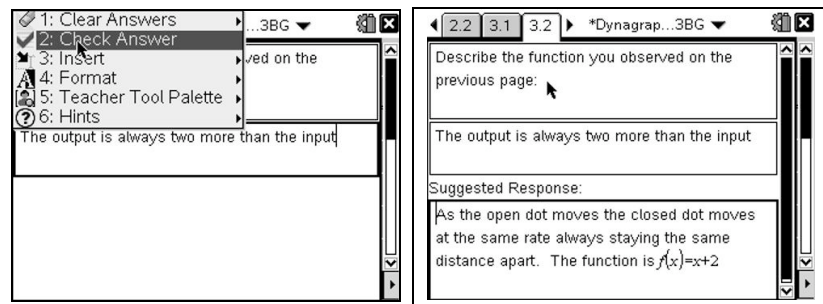 1: Clear Answers
...3BG
2: Check Answer
3: Insert
ved on the
4: Format
5: Teacher Tool Palette
6: Hints
The output is always two more than the input
2.2 3.1 3.2 *Dynagrap...3BG
Describe the function you observed on the
previous page:
The output is always two more than the input
Suggested Response:
As the open dot moves the closed dot moves
at the same rate always staying the same
distance apart. The function is f(x)=x+2